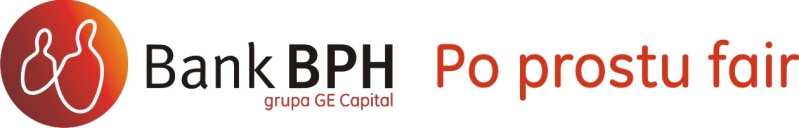 Bank BPH
grupa GE Capital
Po prostu fair